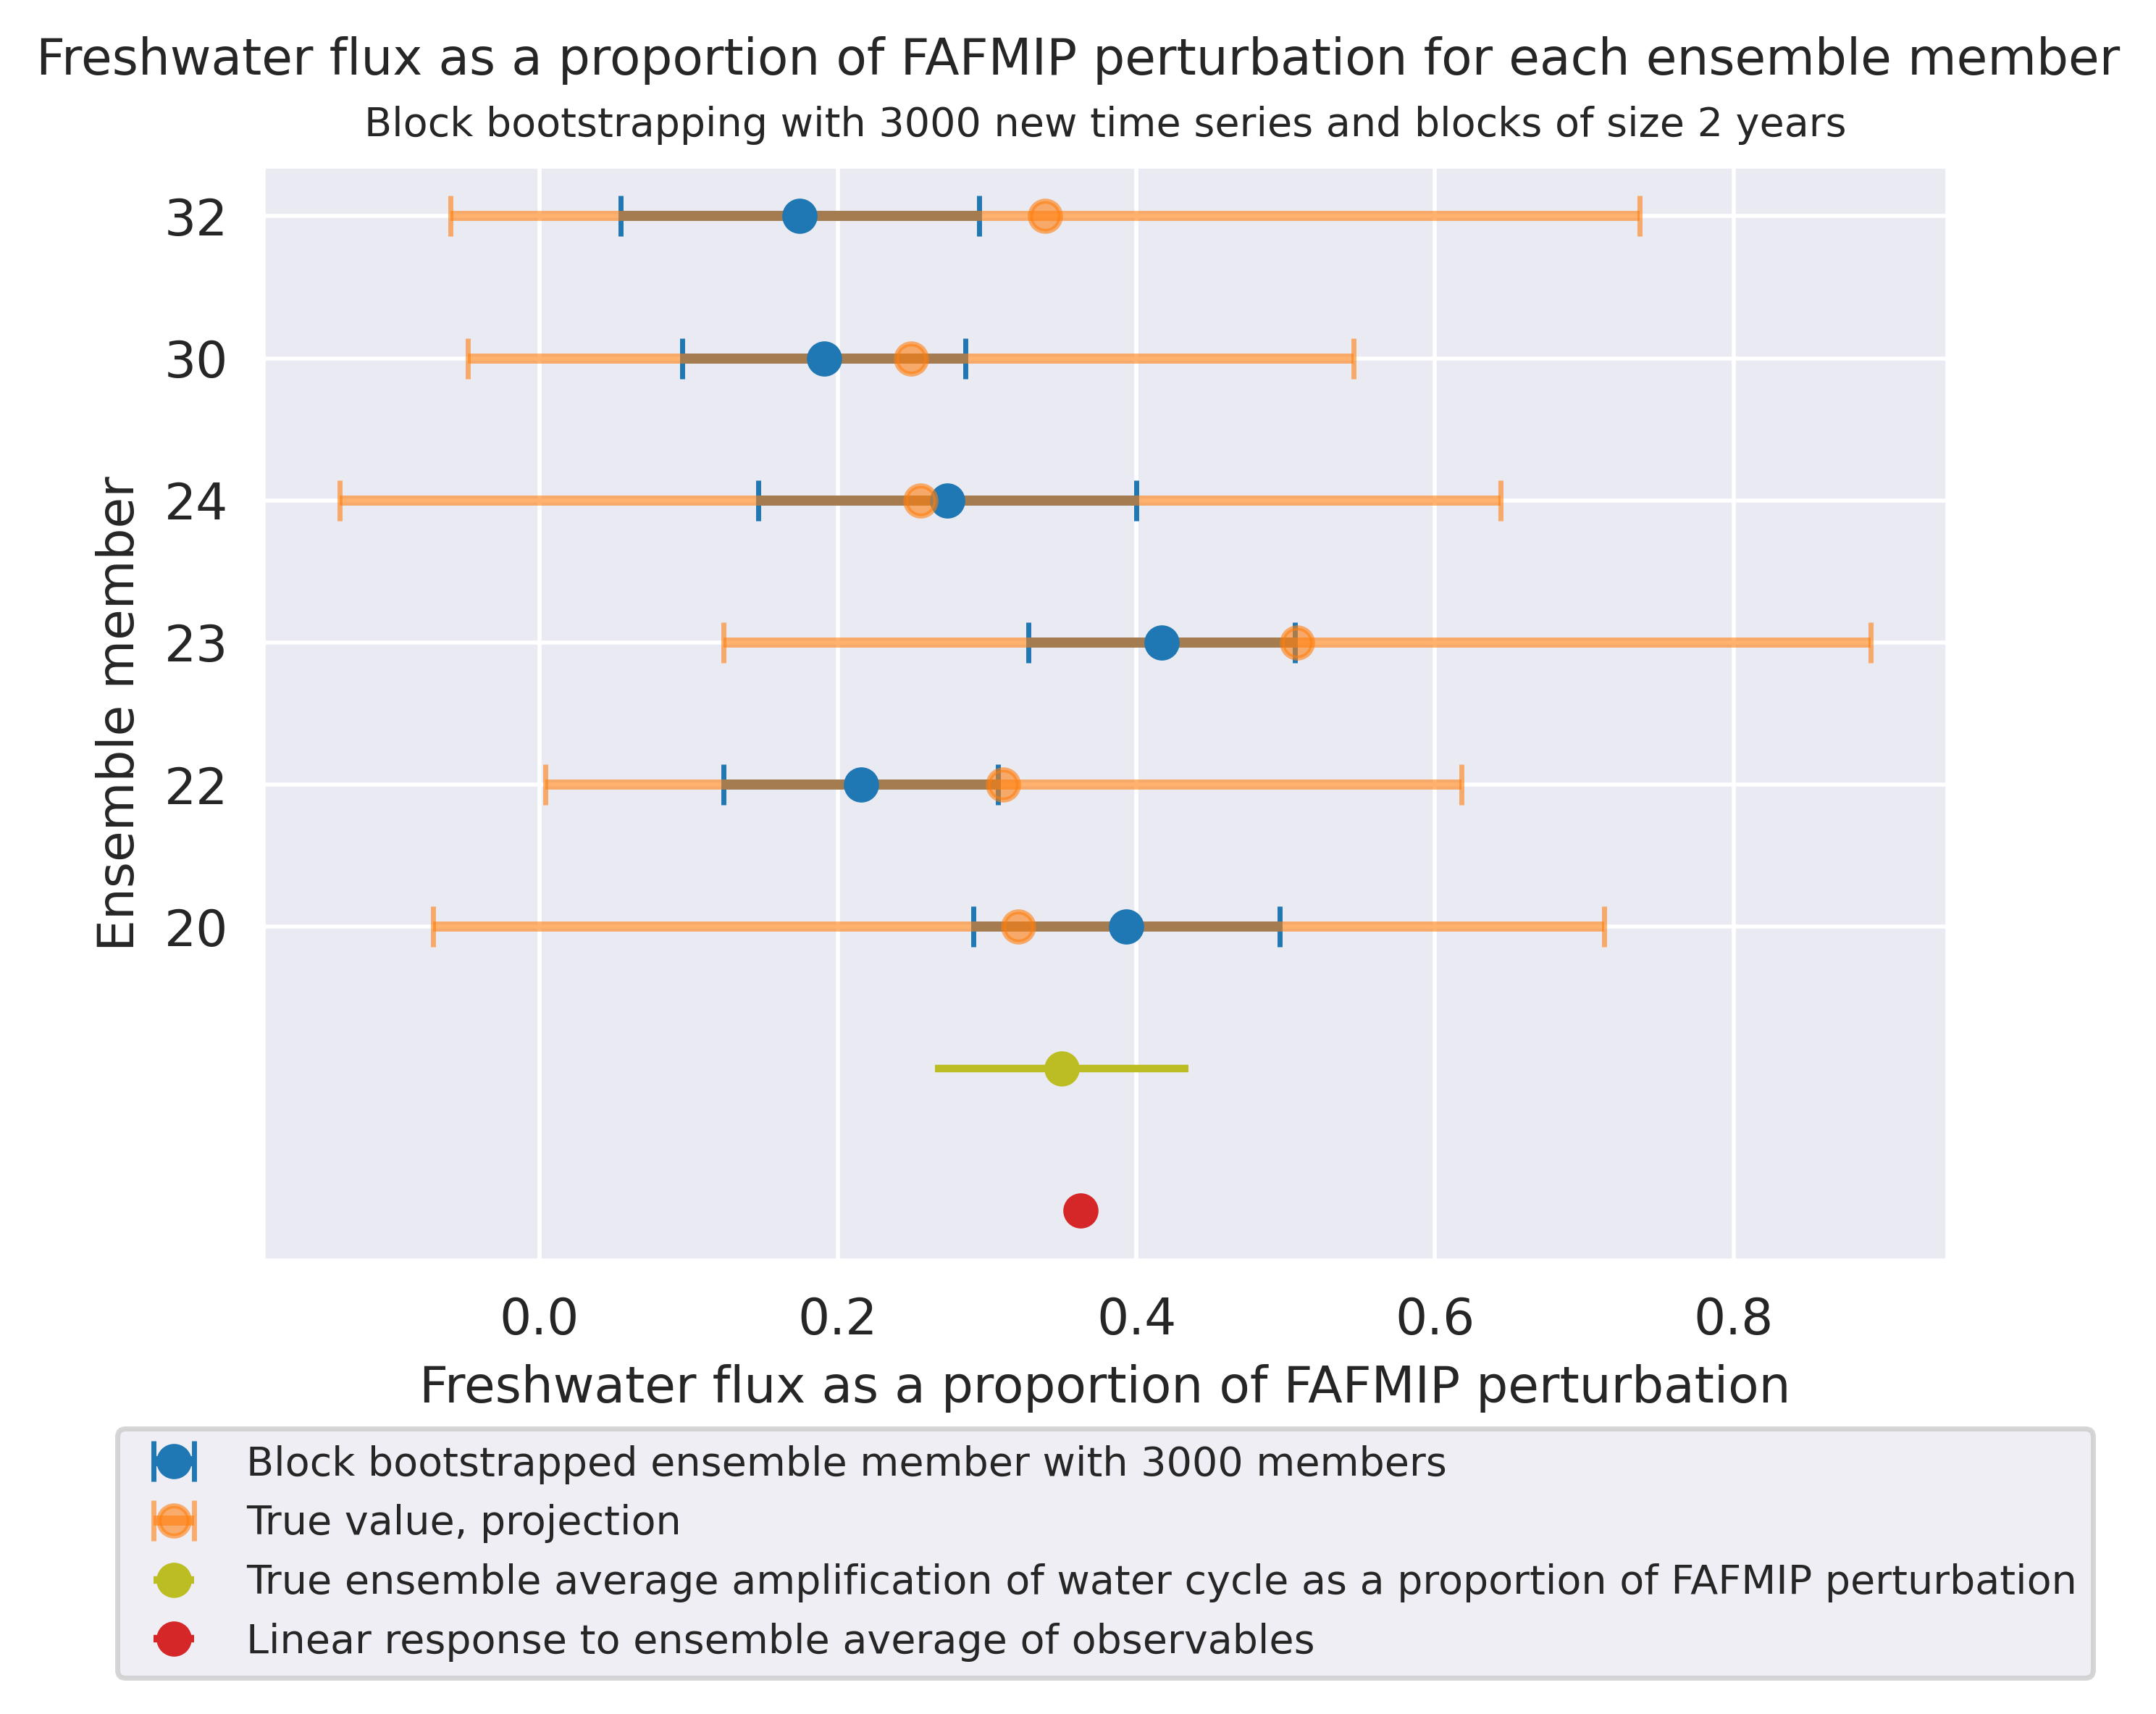 Freshwater flux as a proportion of FAFMIP perturbation for each ensemble member
Block bootstrapping with 3000 new time series and blocks of size 2 years
Ensemble member
32
30
24
23
22
20
0.0 0.2 0.4 0.6 0.8
Freshwater flux as a proportion of FAFMIP perturbation
Block bootstrapped ensemble member with 3000 members
True value, projection
True ensemble average amplification of water cycle as a proportion of FAFMIP perturbation
Linear response to ensemble average of observables